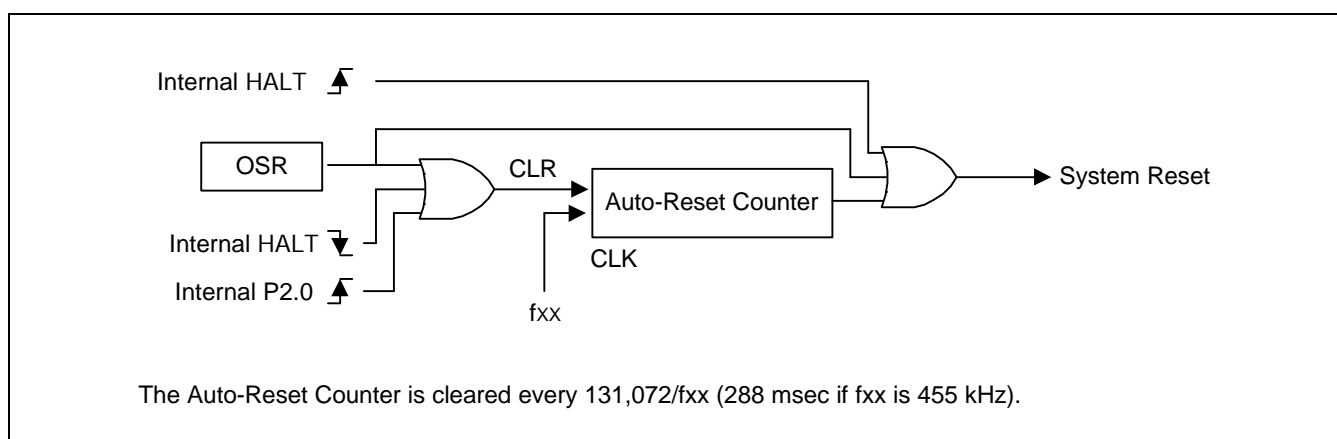 Internal HALT
OSR
CLR
Auto-Reset Counter
System Reset
Internal HALT
CLK
Internal P2.0
fxx
The Auto-Reset Counter is cleared every 131,072/fxx (288 msec if fxx is 455 kHz).